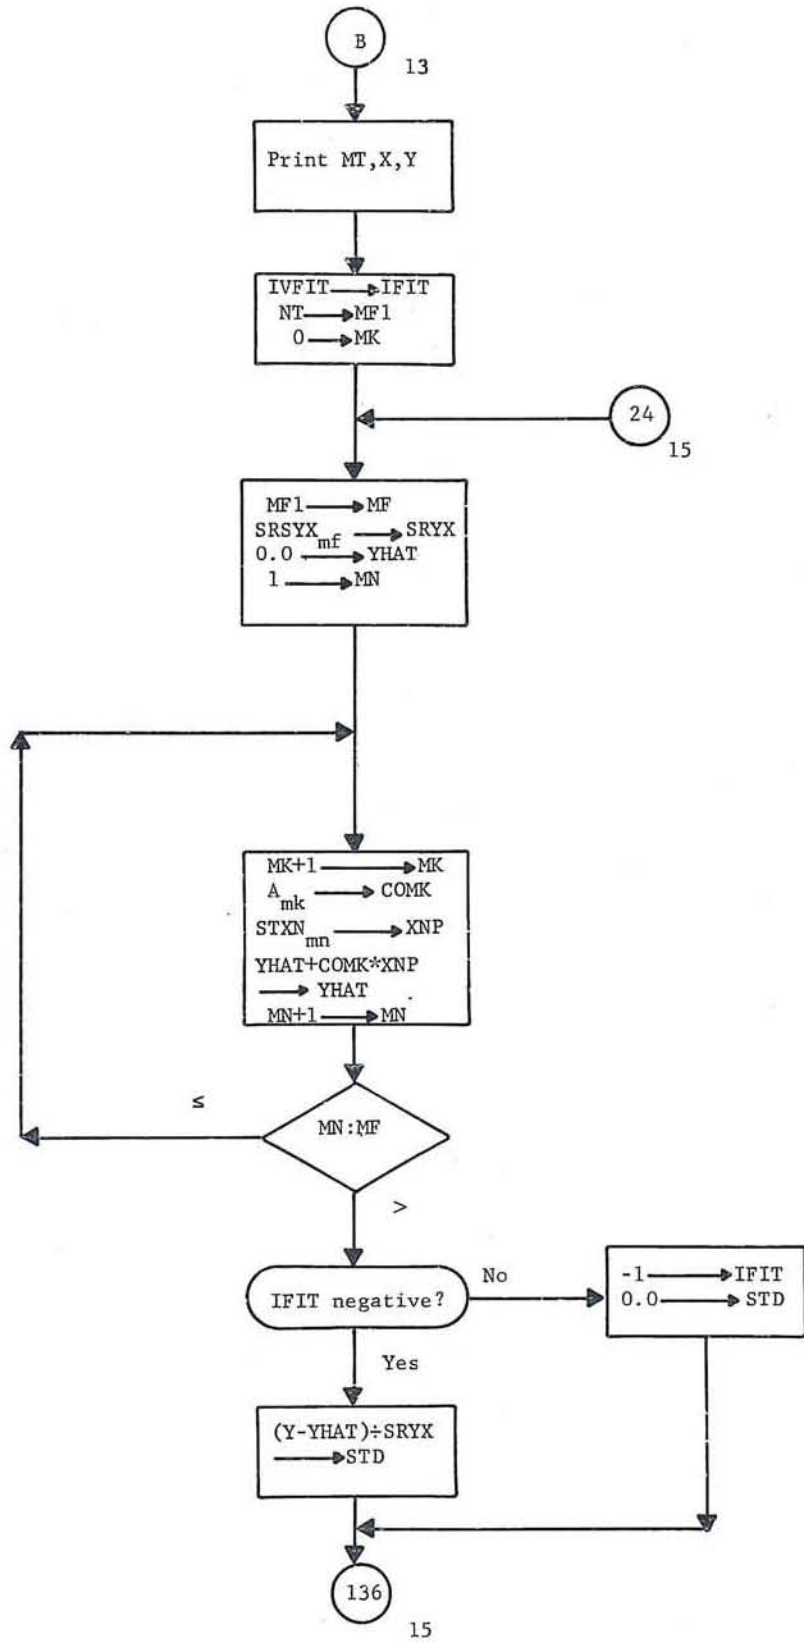 B
13
Print MT,X,Y
IVFIT→IFIT
NT→MF1
0→MK
24
15
MF1→MF
SRSYXmf→SRYX
0.0→YHAT
1→MN
MK+1→MK
Amk→COMK
STXNmn→XNP
YHAT+COMK*XNP
→YHAT
MN+1→MN
≤
MN:MF
>
IFIT negative?
No
-1→IFIT
0.0→STD
Yes
(Y-YHAT)÷SRYX
→STD
136
15